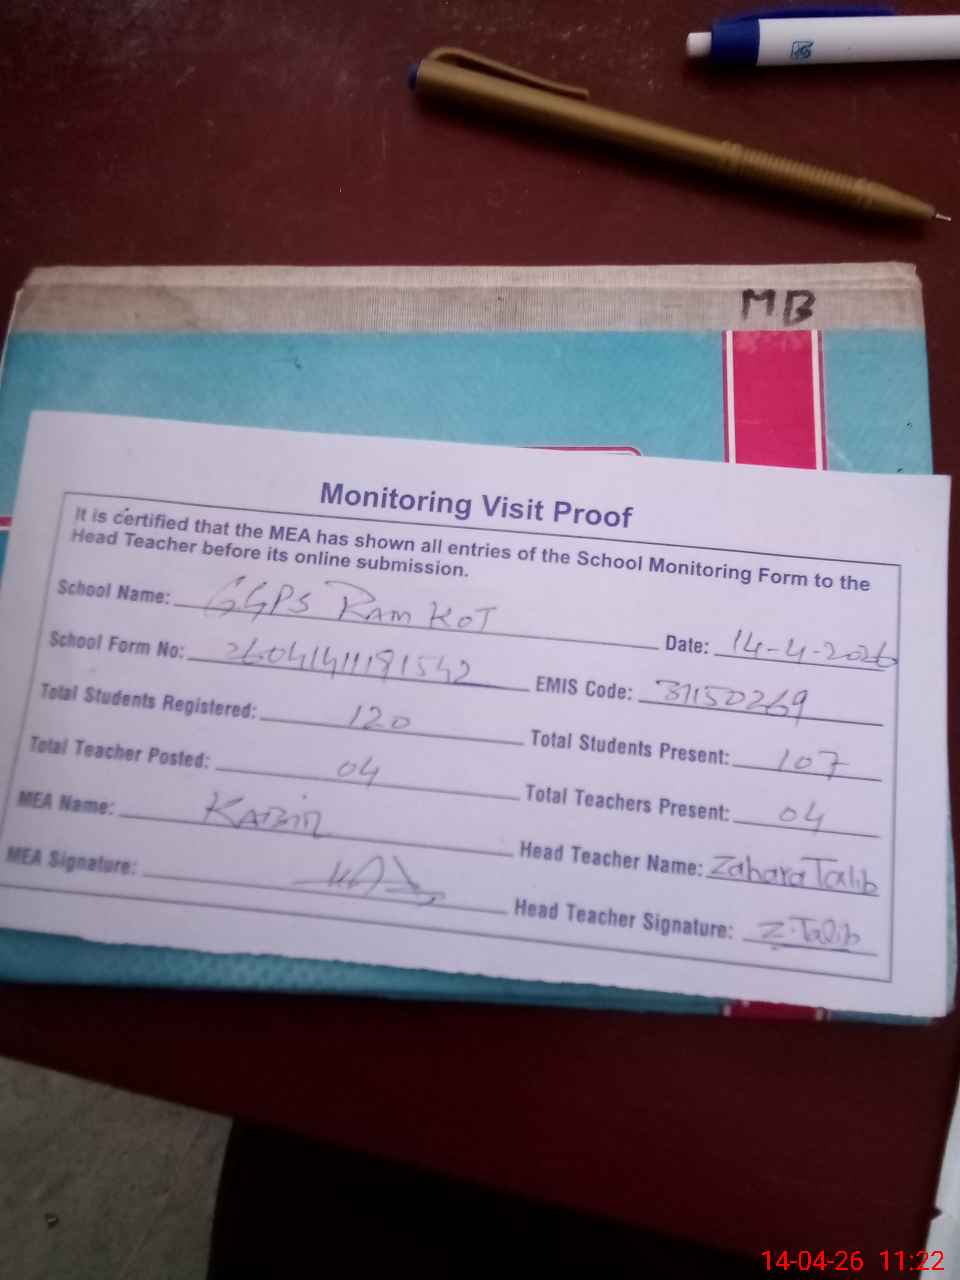 MB
Monitoring Visit Proof
It is certified that the MEA has shown all entries of the School Monitoring Form to the
Head Teacher before its online submission.
School Name: GGPS Ram Kot Date: 14-4-2026
School Form No: 26041411191542 EMIS Code: 31150269
Total Students Registered: 120 Total Students Present: 107
Total Teacher Posted: 04 Total Teachers Present: 04
MEA Name: Kabir Head Teacher Name: Zahara Talib
MEA Signature: Head Teacher Signature: Z.Talib
14-04-26 11:22